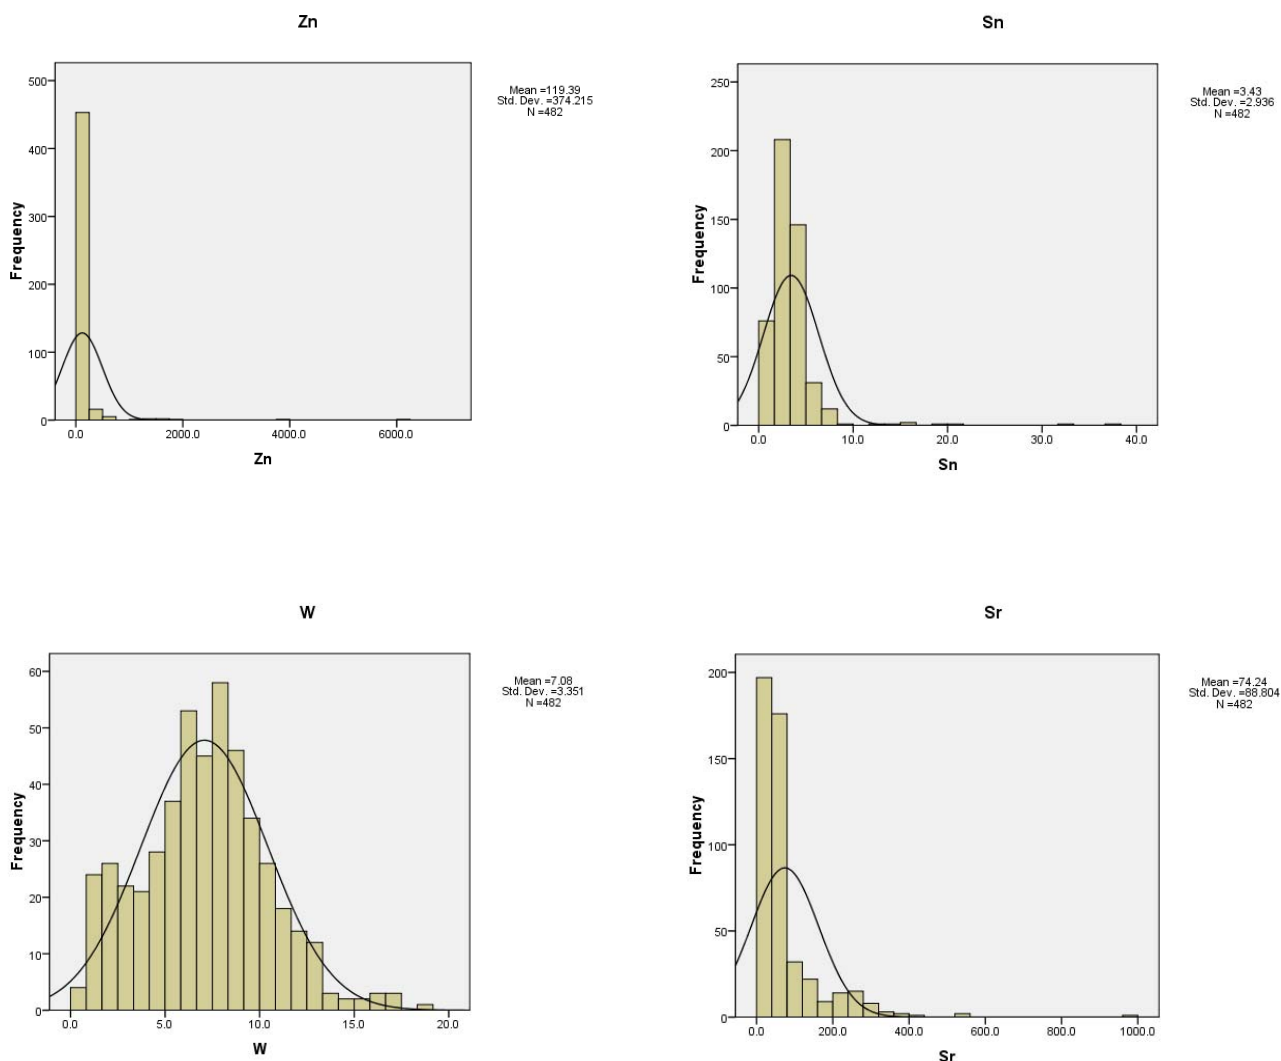 Zn
500
400
300
200
100
0
Frequency
0.0 2000.0 4000.0 6000.0
Zn
Mean =119.39
Std. Dev. =374.215
N =482
Sn
250
200
150
100
50
0
Frequency
0.0 10.0 20.0 30.0 40.0
Sn
Mean =3.43
Std. Dev. =2.936
N =482
W
60
50
40
30
20
10
0
Frequency
0.0 5.0 10.0 15.0 20.0
W
Mean =7.08
Std. Dev. =3.351
N =482
Sr
200
150
100
50
0
Frequency
0.0 200.0 400.0 600.0 800.0 1000.0
Sr
Mean =74.24
Std. Dev. =88.804
N =482